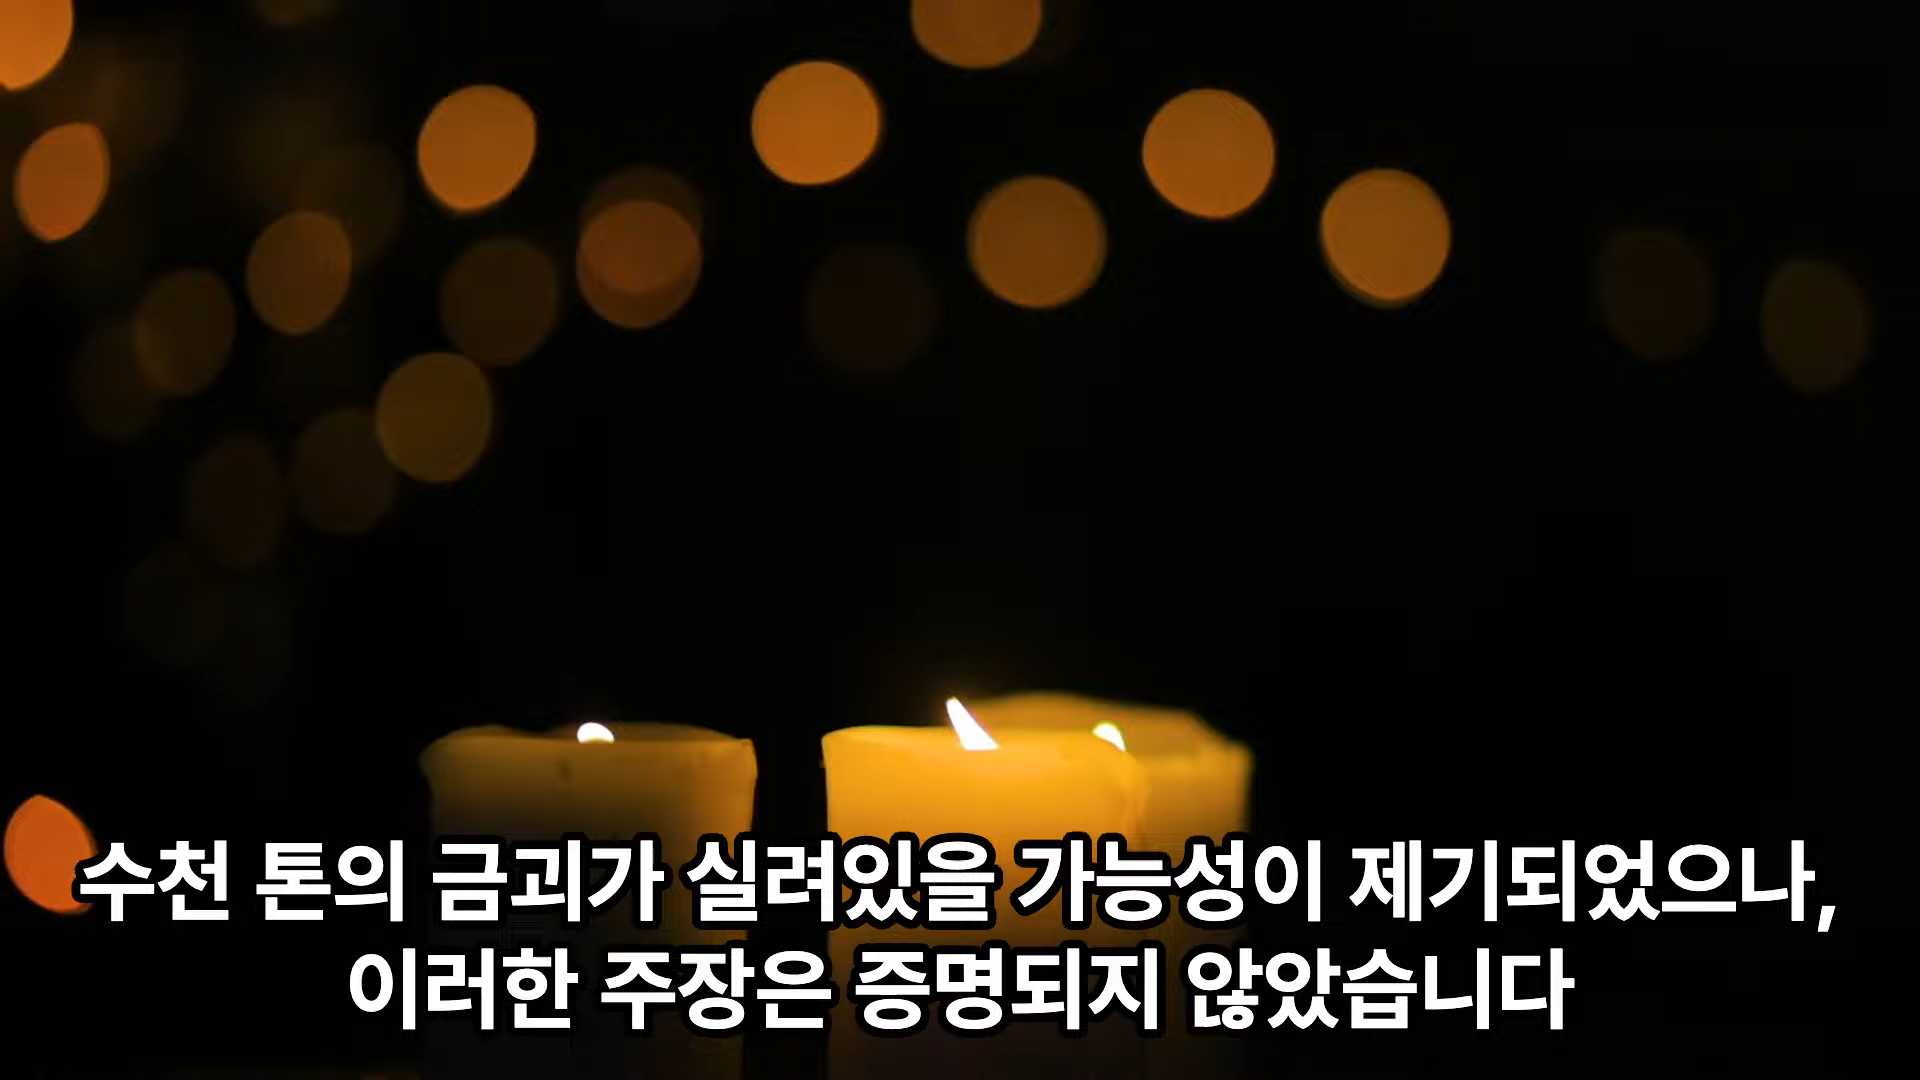 수천 톤의 금괴가 실려있을 가능성이 제기되었으나,
이러한 주장은 증명되지 않았습니다